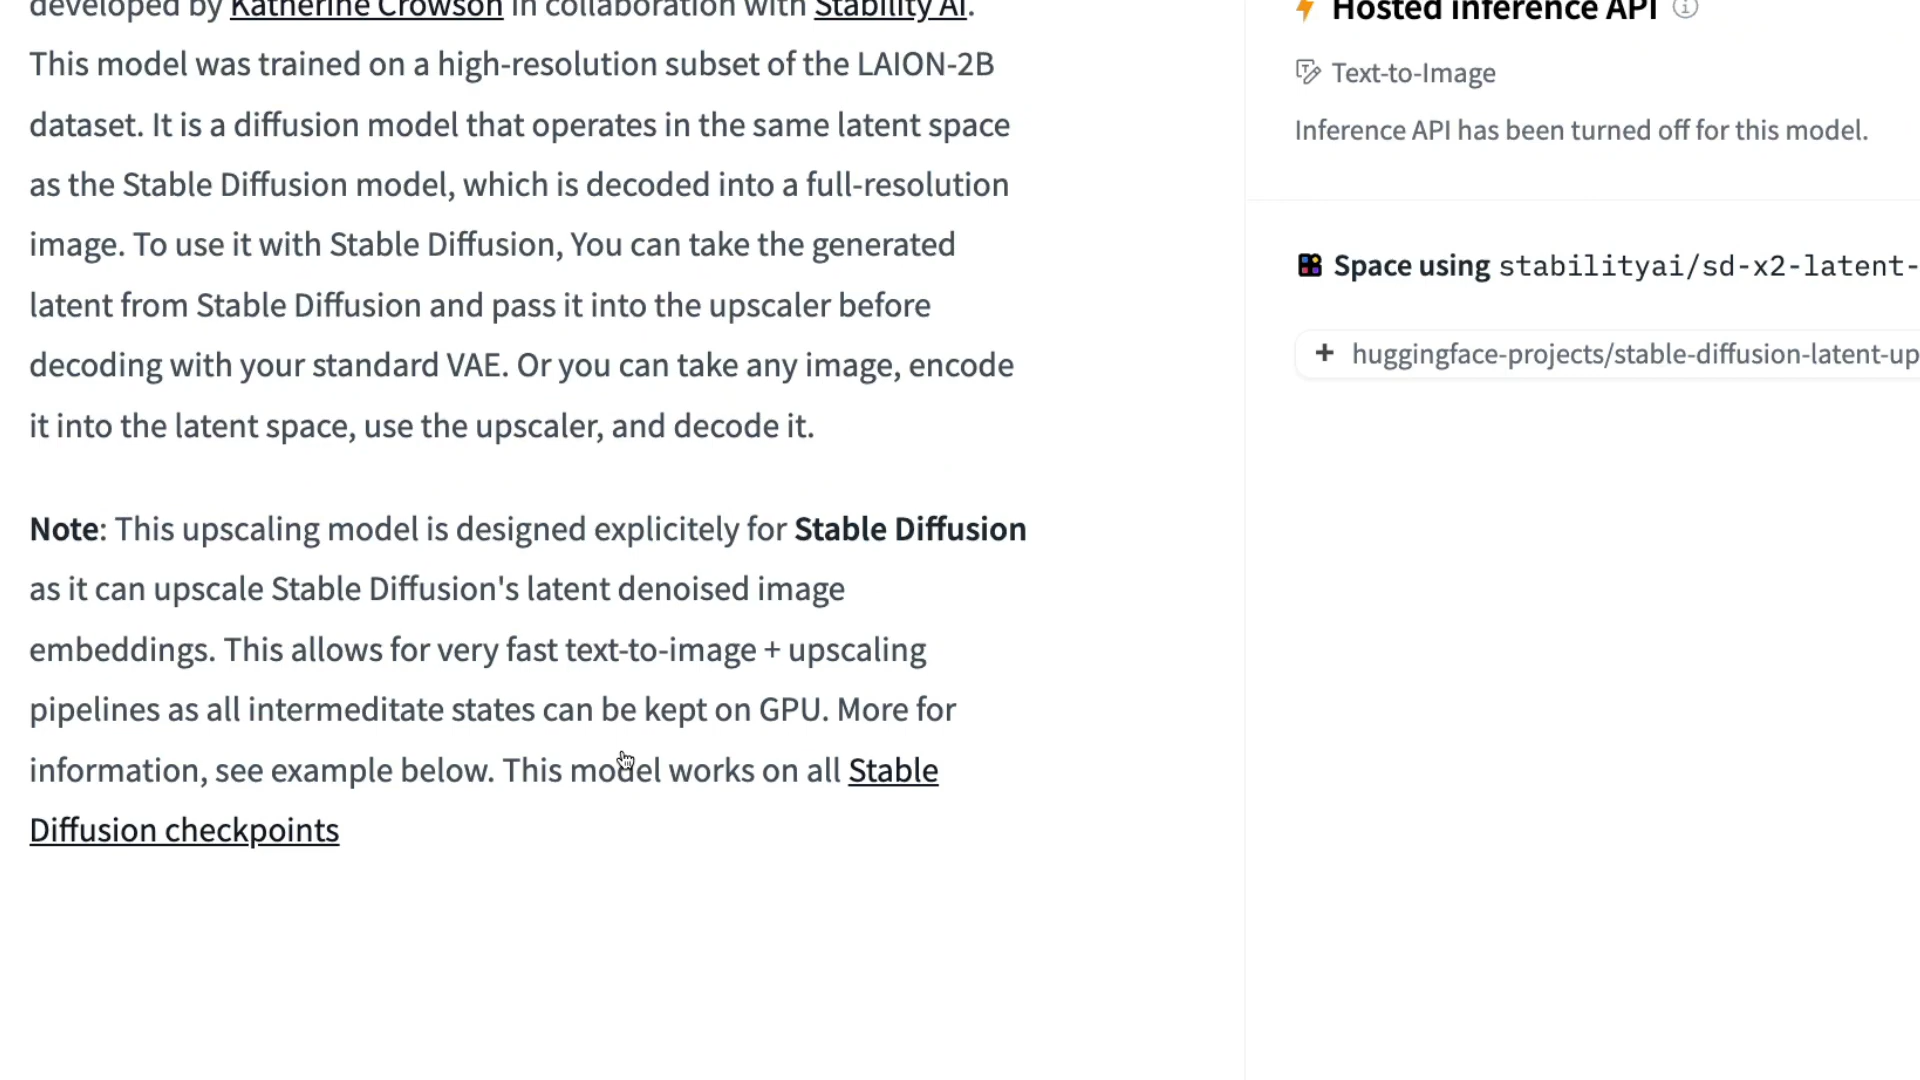 developed by Katherine Crowson in collaboration with Stability AI.
This model was trained on a high-resolution subset of the LAION-2B
dataset. It is a diffusion model that operates in the same latent space
as the Stable Diffusion model, which is decoded into a full-resolution
image. To use it with Stable Diffusion, You can take the generated
latent from Stable Diffusion and pass it into the upscaler before
decoding with your standard VAE. Or you can take any image, encode
it into the latent space, use the upscaler, and decode it.
Note: This upscaling model is designed explicitely for Stable Diffusion
as it can upscale Stable Diffusion's latent denoised image
embeddings. This allows for very fast text-to-image + upscaling
pipelines as all intermeditate states can be kept on GPU. More for
information, see example below. This model works on all Stable
Diffusion checkpoints
Hosted inference API
Text-to-Image
Inference API has been turned off for this model.
Space using stabilityai/sd-x2-latent-
+ huggingface-projects/stable-diffusion-latent-up